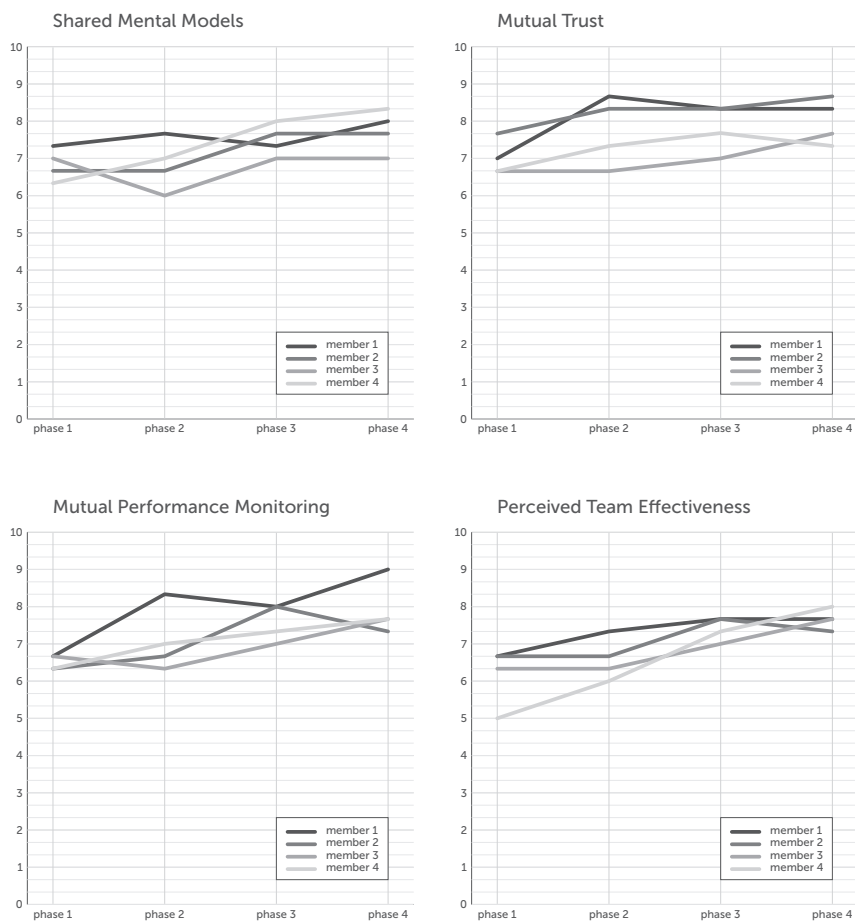 Shared Mental Models
10
9
8
7
6
5
4
3
2
1
0
member 1
member 2
member 3
member 4
phase 1 phase 2 phase 3 phase 4
Mutual Trust
10
9
8
7
6
5
4
3
2
1
0
member 1
member 2
member 3
member 4
phase 1 phase 2 phase 3 phase 4
Mutual Performance Monitoring
10
9
8
7
6
5
4
3
2
1
0
member 1
member 2
member 3
member 4
phase 1 phase 2 phase 3 phase 4
Perceived Team Effectiveness
10
9
8
7
6
5
4
3
2
1
0
member 1
member 2
member 3
member 4
phase 1 phase 2 phase 3 phase 4